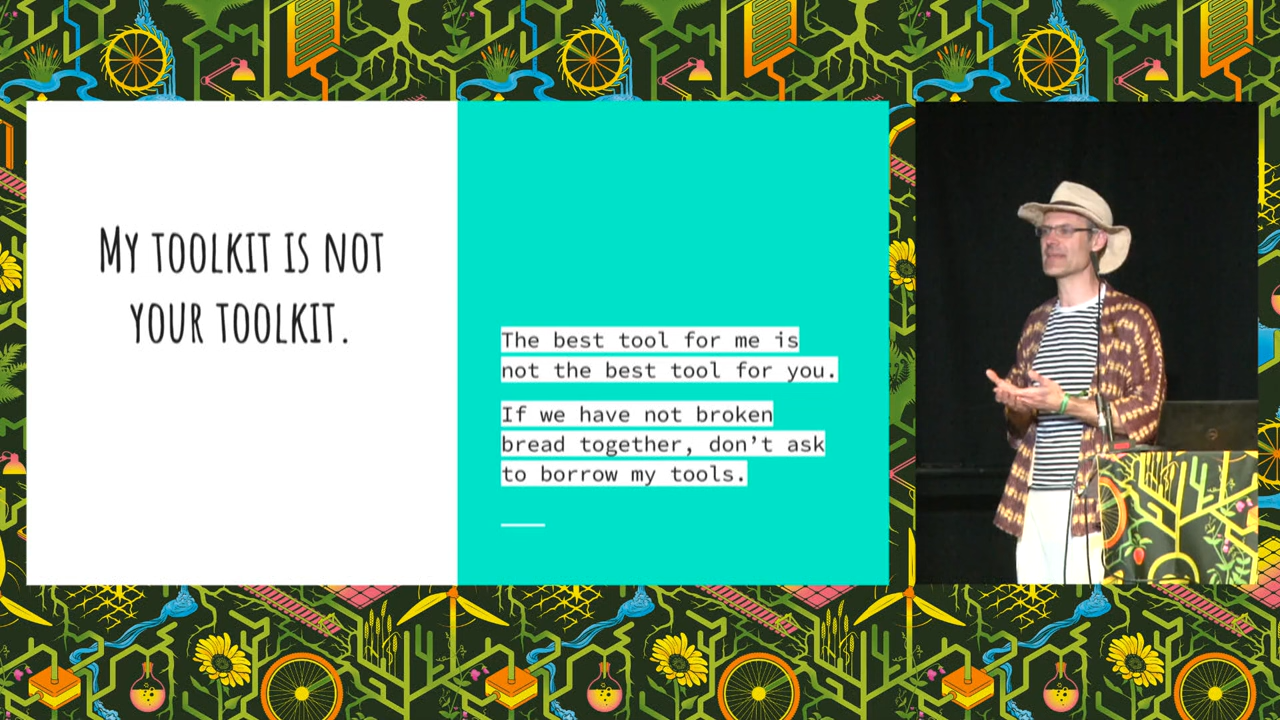 My toolkit is not
your toolkit.
The best tool for me is
not the best tool for you.
If we have not broken
bread together, don’t ask
to borrow my tools.